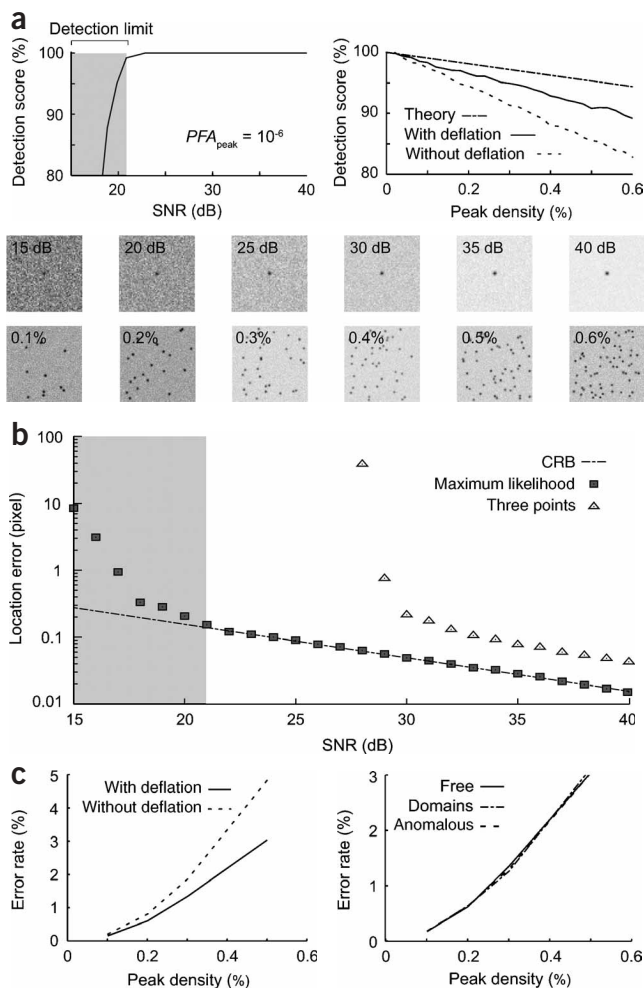 a
Detection limit
Detection score (%)
100
90
80
20
30
40
SNR (dB)
PFApeak = 10-6
Detection score (%)
100
90
80
0
0.2
0.4
0.6
Peak density (%)
Theory
With deflation
Without deflation
15 dB
20 dB
25 dB
30 dB
35 dB
40 dB
0.1%
0.2%
0.3%
0.4%
0.5%
0.6%
b
Location error (pixel)
100
10
1
0.1
0.01
15
20
25
30
35
40
SNR (dB)
CRB
Maximum likelihood
Three points
c
Error rate (%)
5
4
3
2
1
0
0
0.2
0.4
0.6
Peak density (%)
With deflation
Without deflation
Error rate (%)
3
2
1
0
0
0.2
0.4
0.6
Peak density (%)
Free
Domains
Anomalous